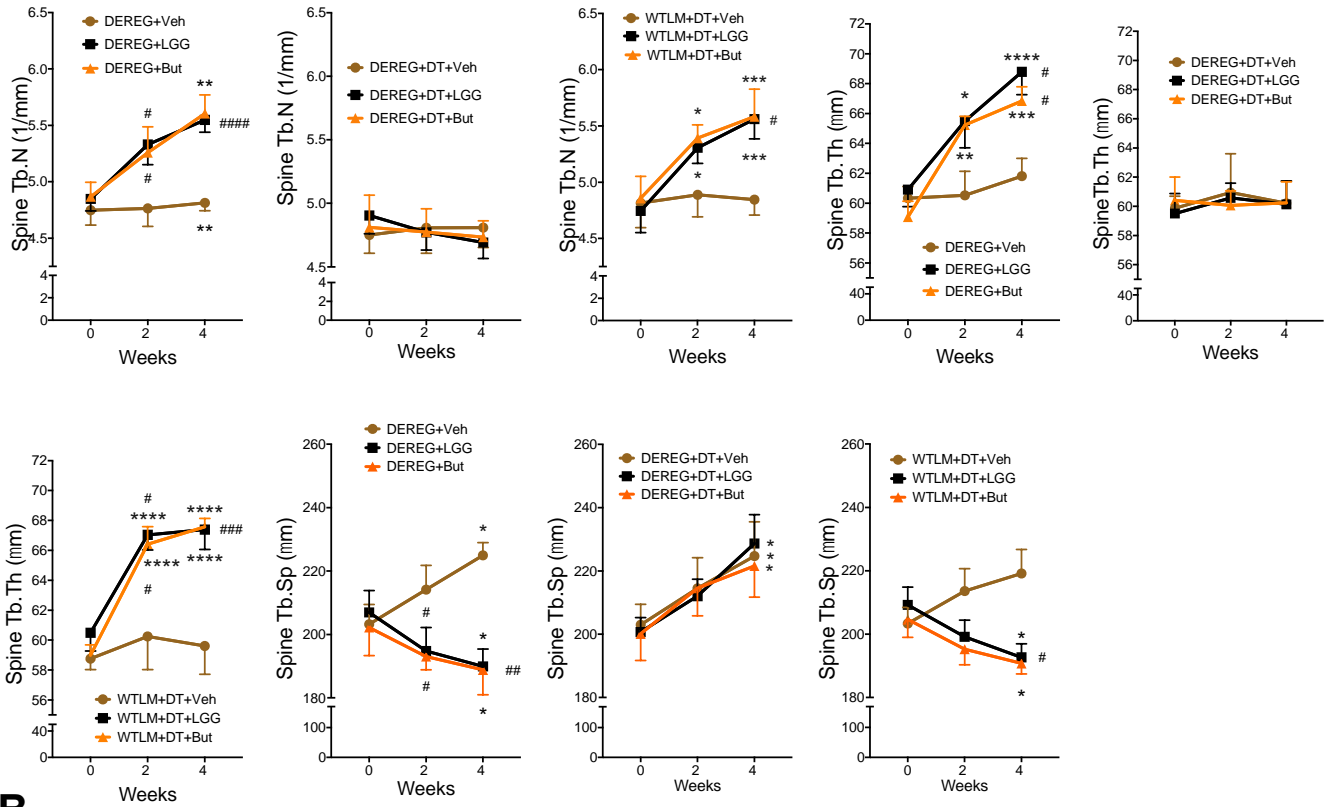 Spine Tb.N (1/mm)
6.5
6.0
5.5
5.0
4.5
4
2
0
DEREG+Veh
DEREG+LGG
DEREG+But
#
#
**
**
####
0 2 4
Weeks
Spine Tb.N (1/mm)
6.5
6.0
5.5
5.0
4.5
4
2
0
DEREG+DT+Veh
DEREG+DT+LGG
DEREG+DT+But
0 2 4
Weeks
Spine Tb.N (1/mm)
6.5
6.0
5.5
5.0
4.5
4
2
0
WTLM+DT+Veh
WTLM+DT+LGG
WTLM+DT+But
*
*
***
***
#
0 2 4
Weeks
Spine Tb.Th (mm)
72
70
68
66
64
62
60
58
56
40
0
*
**
****
***
#
#
DEREG+Veh
DEREG+LGG
DEREG+But
0 2 4
Weeks
SpineTb.Th (mm)
72
70
68
66
64
62
60
58
56
40
0
DEREG+DT+Veh
DEREG+DT+LGG
DEREG+DT+But
0 2 4
Weeks
Spine Tb.Th (mm)
72
70
68
66
64
62
60
58
56
40
0
#
****
****
#
****
****
###
WTLM+DT+Veh
WTLM+DT+LGG
WTLM+DT+But
0 2 4
Weeks
Spine Tb.Sp (mm)
260
240
220
200
180
100
0
DEREG+Veh
DEREG+LGG
DEREG+But
#
#
*
*
*
##
0 2 4
Weeks
Spine Tb.Sp (mm)
260
240
220
200
180
100
0
DEREG+DT+Veh
DEREG+DT+LGG
DEREG+DT+But
*
*
*
0 2 4
Weeks
Spine Tb.Sp (mm)
260
240
220
200
180
100
0
WTLM+DT+Veh
WTLM+DT+LGG
WTLM+DT+But
*
*
#
0 2 4
Weeks
B